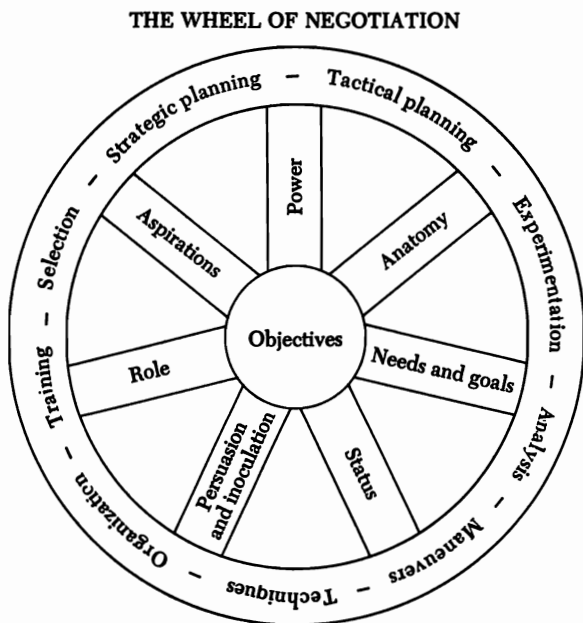 THE WHEEL OF NEGOTIATION
Strategic planning – Tactical planning – Experimentation – Analysis – Maneuvers – Techniques – Organization – Training – Selection –
Power
Anatomy
Needs and goals
Status
Persuasion
and inoculation
Role
Aspirations
Objectives